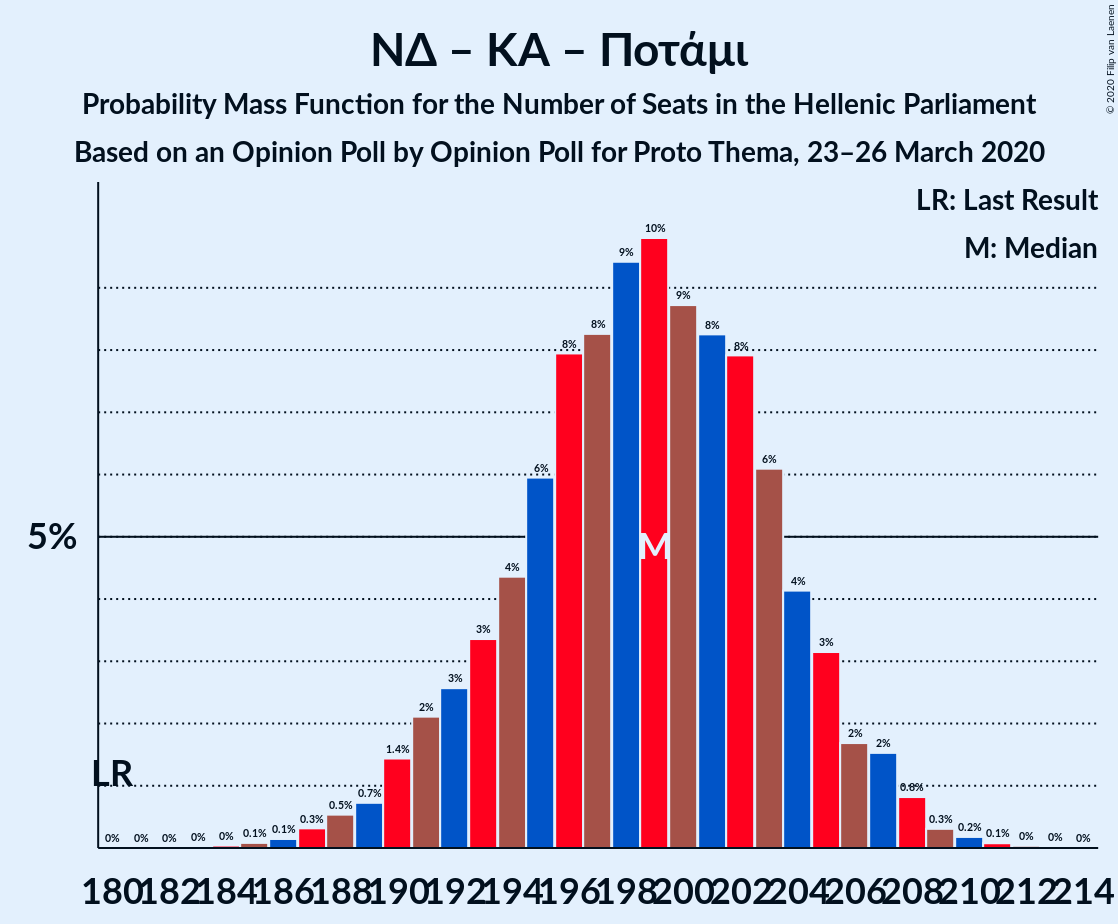 ΝΔ – ΚΑ – Ποτάμι
Probability Mass Function for the Number of Seats in the Hellenic Parliament
Based on an Opinion Poll by Opinion Poll for Proto Thema, 23–26 March 2020
© 2020 Filip van Laenen
LR: Last Result
M: Median
10%
9%
9%
8%
8%
8%
8%
6%
6%
5%
M
4%
4%
3%
3%
3%
2%
2%
2%
1.4%
LR
0.8%
0.7%
0.5%
0.3%
0.3%
0.2%
0.1%
0.1%
0.1%
0% 0% 0% 0% 0% 0% 0% 0%
180 182 184 186 188 190 192 194 196 198 200 202 204 206 208 210 212 214